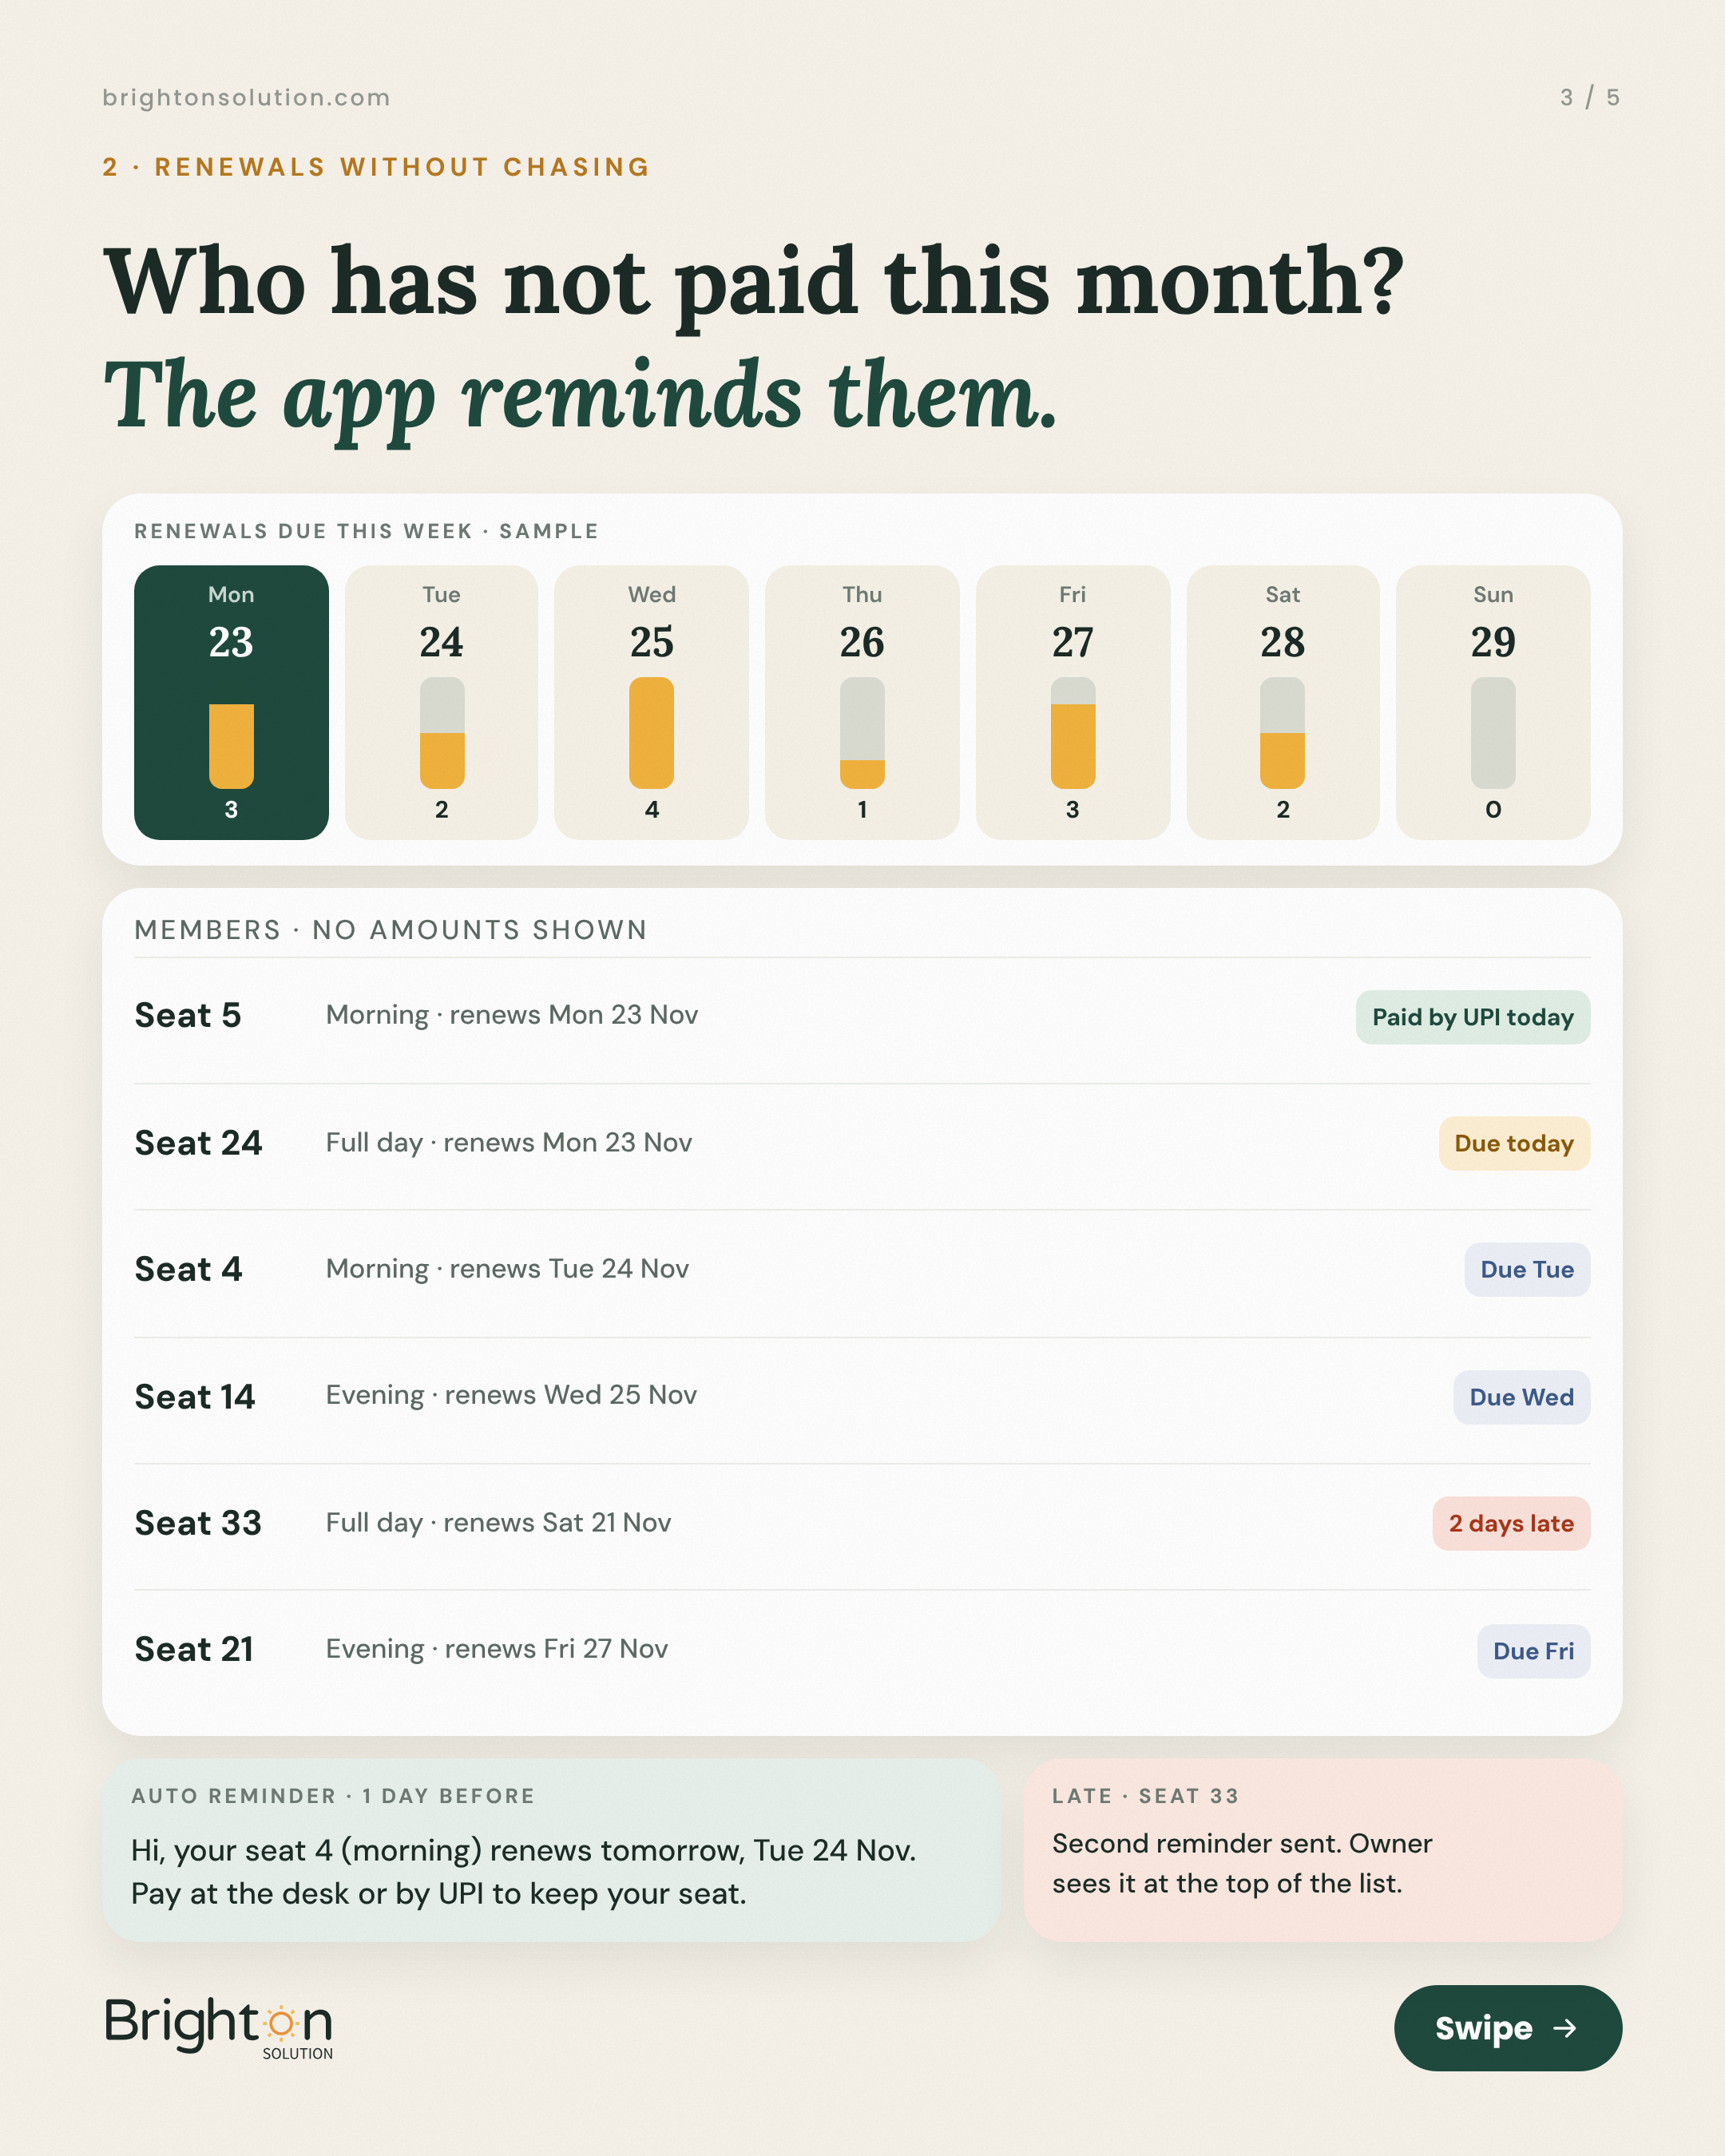 brightonsolution.com
3 / 5
2 · RENEWALS WITHOUT CHASING
Who has not paid this month?
The app reminds them.
RENEWALS DUE THIS WEEK · SAMPLE
Mon
23
3
Tue
24
2
Wed
25
4
Thu
26
1
Fri
27
3
Sat
28
2
Sun
29
0
MEMBERS · NO AMOUNTS SHOWN
Seat 5 Morning · renews Mon 23 Nov Paid by UPI today
Seat 24 Full day · renews Mon 23 Nov Due today
Seat 4 Morning · renews Tue 24 Nov Due Tue
Seat 14 Evening · renews Wed 25 Nov Due Wed
Seat 33 Full day · renews Sat 21 Nov 2 days late
Seat 21 Evening · renews Fri 27 Nov Due Fri
AUTO REMINDER · 1 DAY BEFORE
Hi, your seat 4 (morning) renews tomorrow, Tue 24 Nov.
Pay at the desk or by UPI to keep your seat.
LATE · SEAT 33
Second reminder sent. Owner
sees it at the top of the list.
Brighton
SOLUTION
Swipe →